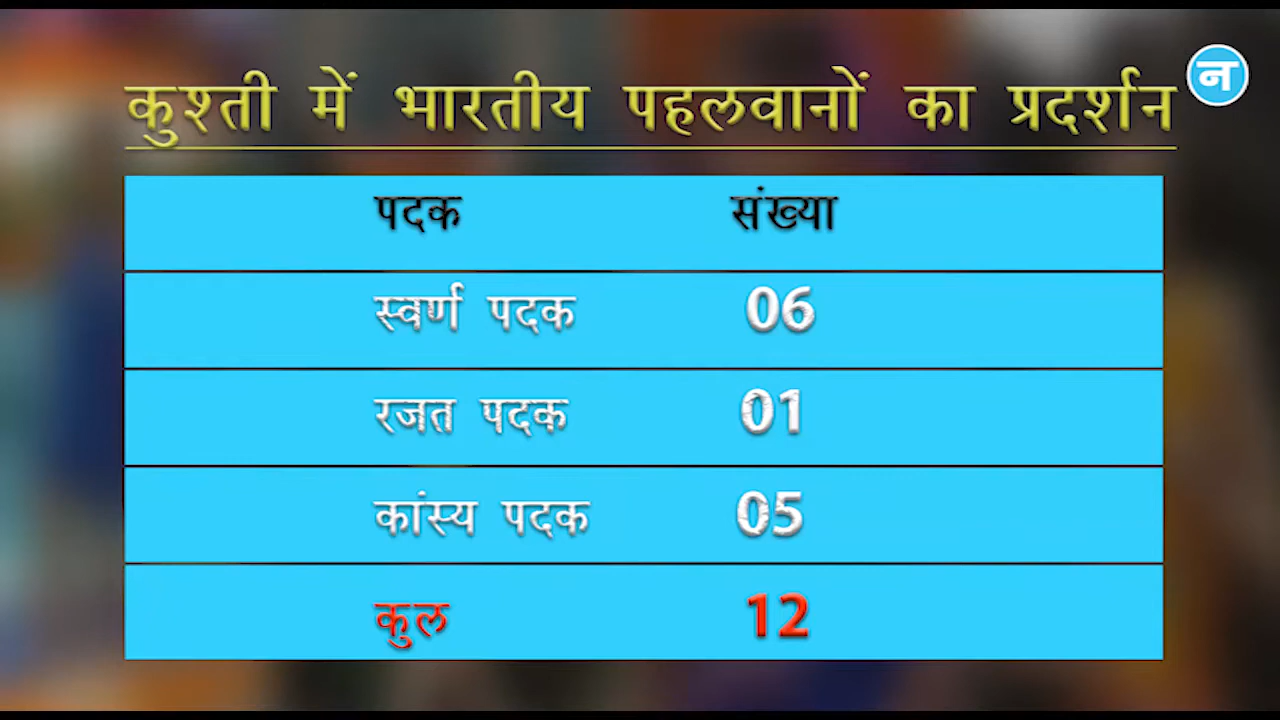 कुश्ती में भारतीय पहलवानों का प्रदर्शन
न
पदक संख्या
स्वर्ण पदक 06
रजत पदक 01
कांस्य पदक 05
कुल 12